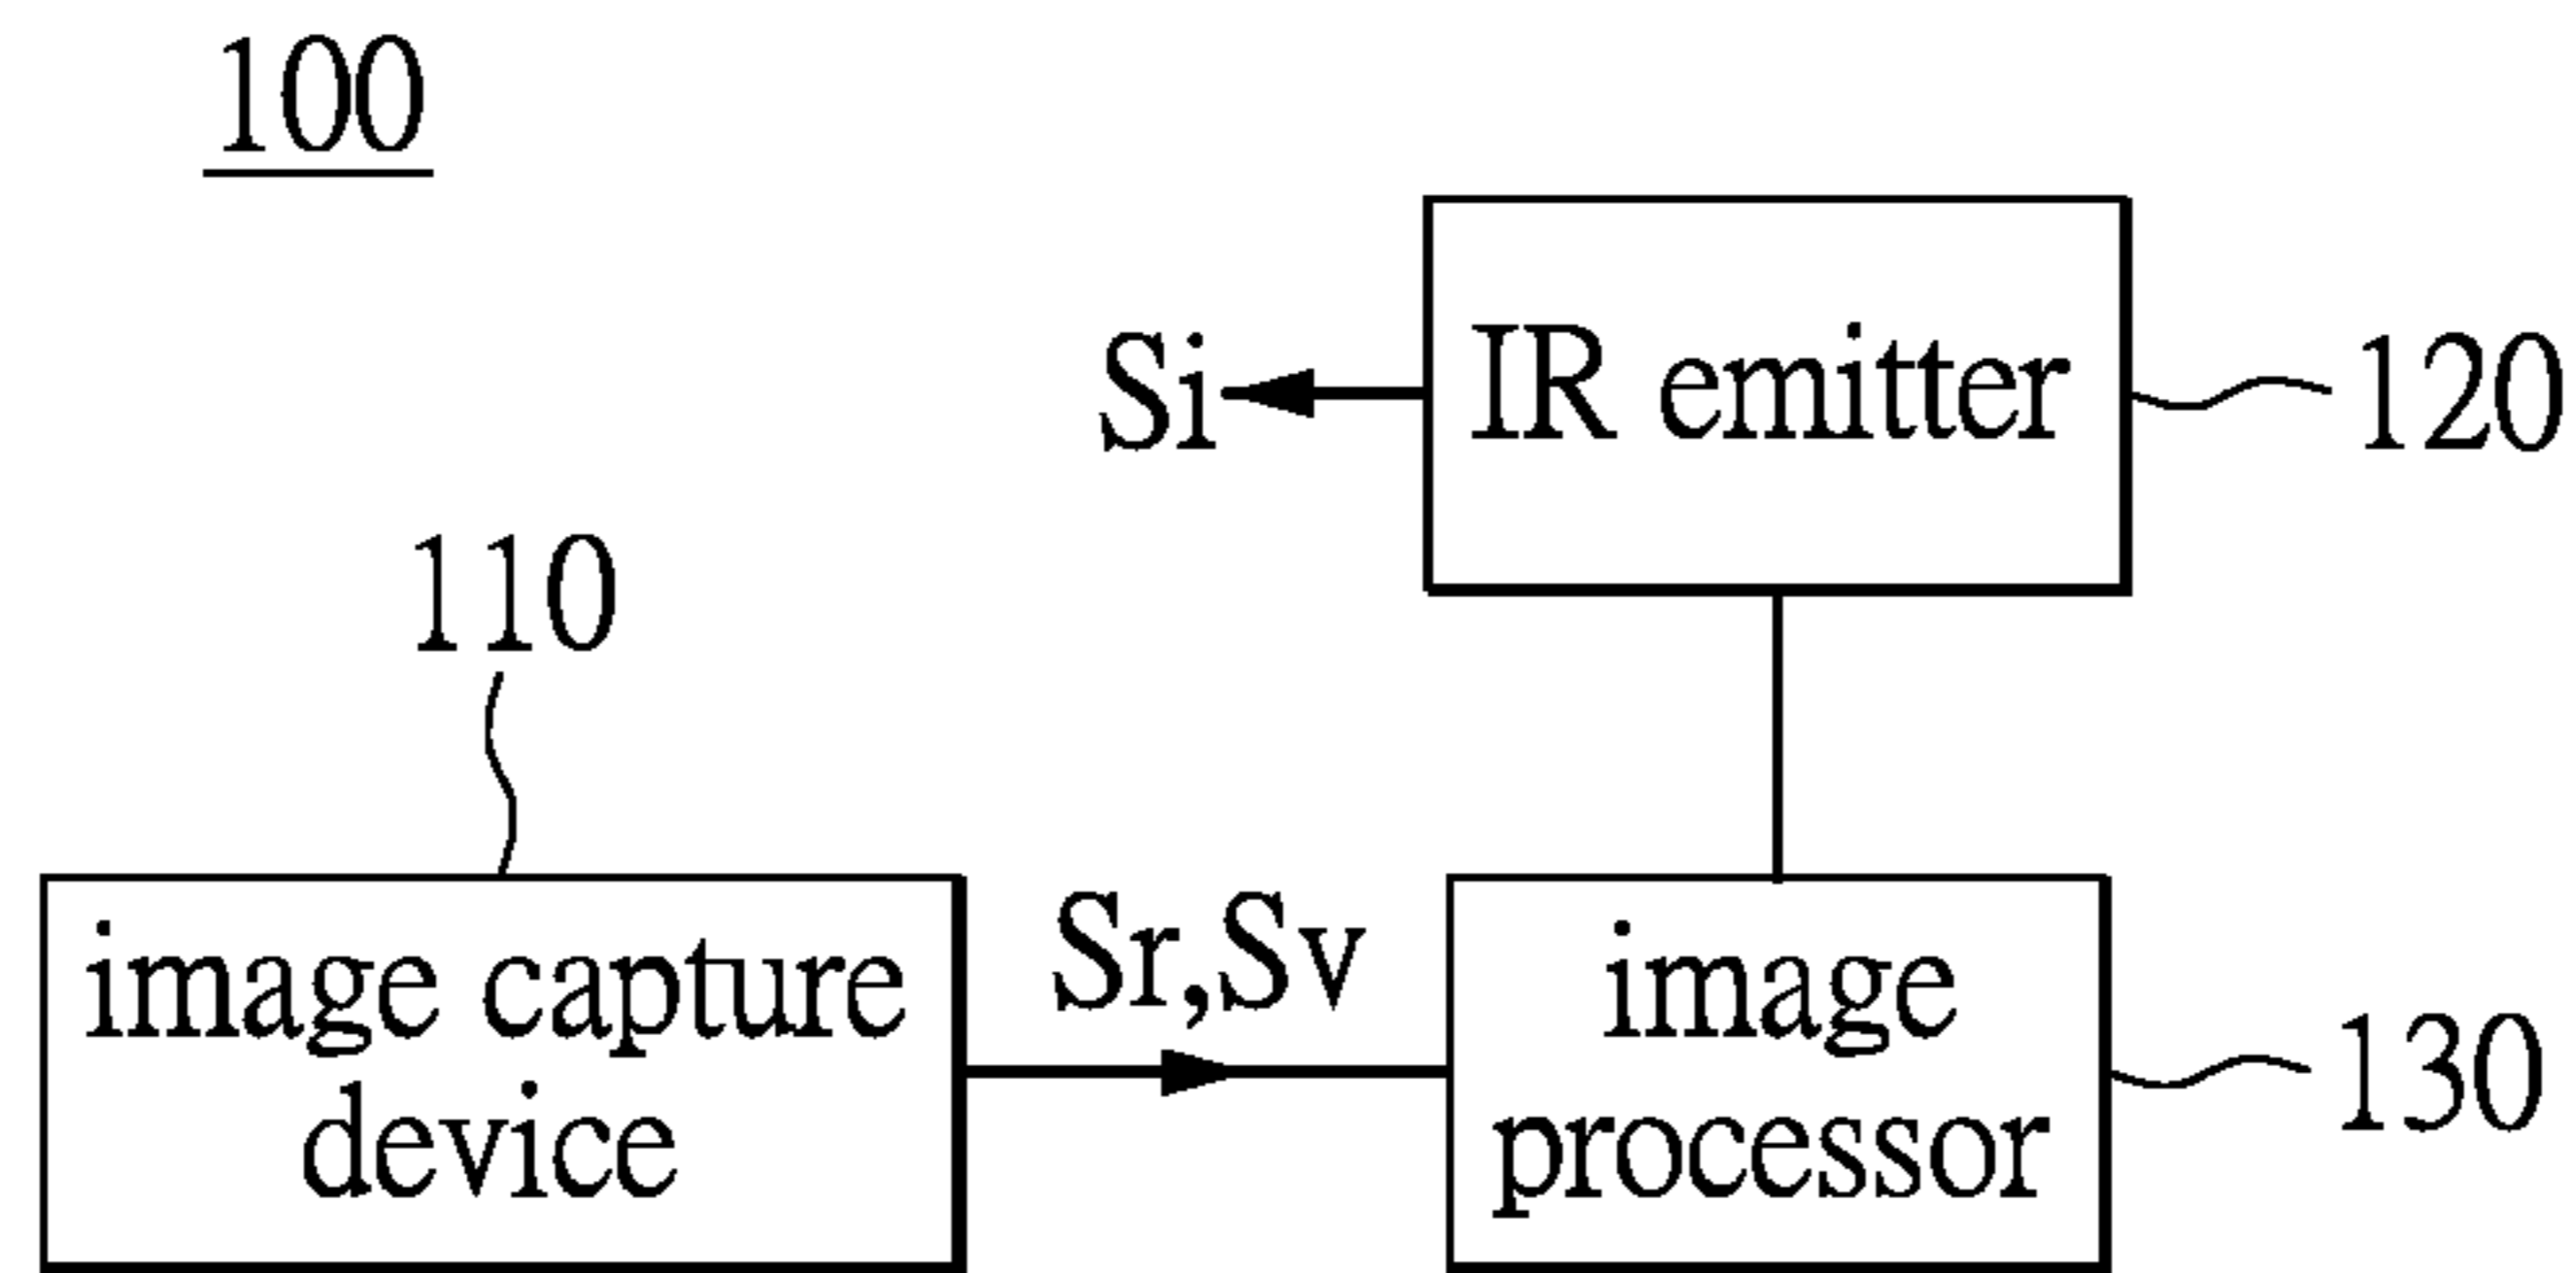 100
IR emitter
Si
120
110
image capture
device
Sr,Sv
image
processor
130